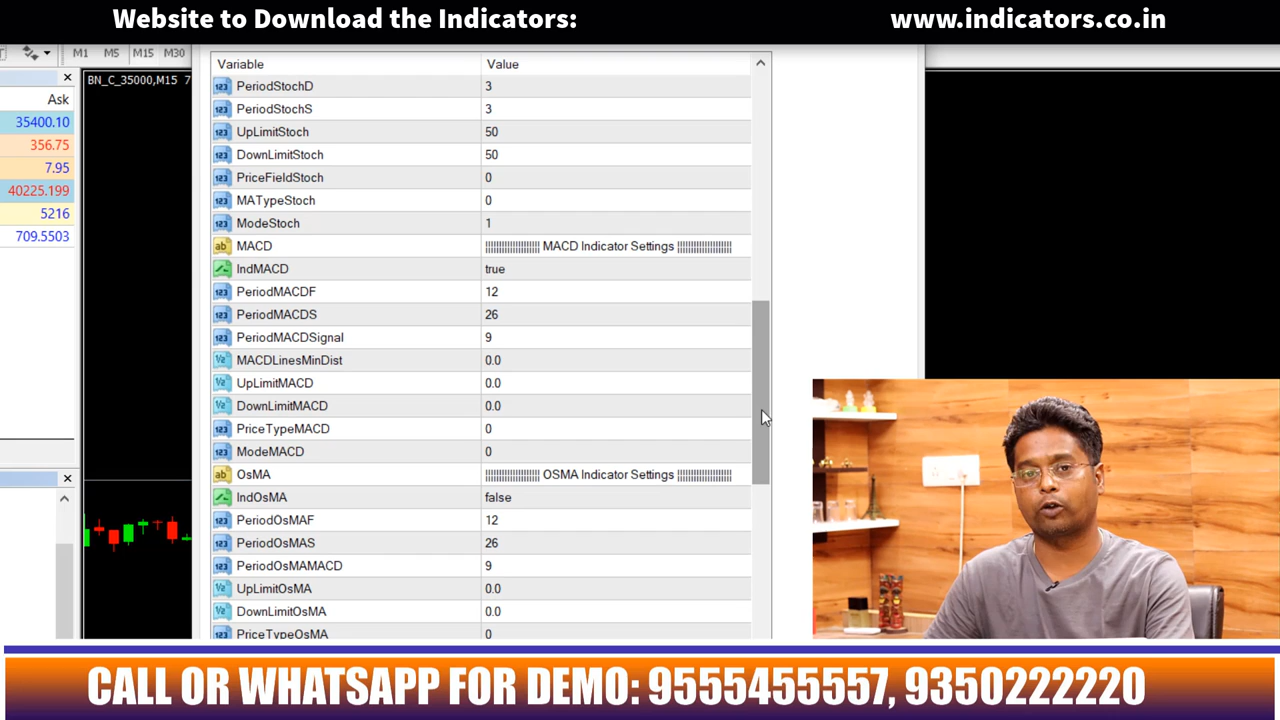 Website to Download the Indicators:
www.indicators.co.in
M1 M5 M15 M30
BN_C_35000,M15
Ask
35400.10
356.75
7.95
40225.199
5216
709.5503
Variable Value
PeriodStochD 3
PeriodStochS 3
UpLimitStoch 50
DownLimitStoch 50
PriceFieldStoch 0
MATypeStoch 0
ModeStoch 1
MACD |||||||||||||||||| MACD Indicator Settings ||||||||||||||||||
IndMACD true
PeriodMACDF 12
PeriodMACDS 26
PeriodMACDSignal 9
MACDLinesMinDist 0.0
UpLimitMACD 0.0
DownLimitMACD 0.0
PriceTypeMACD 0
ModeMACD 0
OsMA |||||||||||||||||| OSMA Indicator Settings ||||||||||||||||||
IndOsMA false
PeriodOsMAF 12
PeriodOsMAS 26
PeriodOsMAMACD 9
UpLimitOsMA 0.0
DownLimitOsMA 0.0
PriceTypeOsMA 0
CALL OR WHATSAPP FOR DEMO: 9555455557, 9350222220